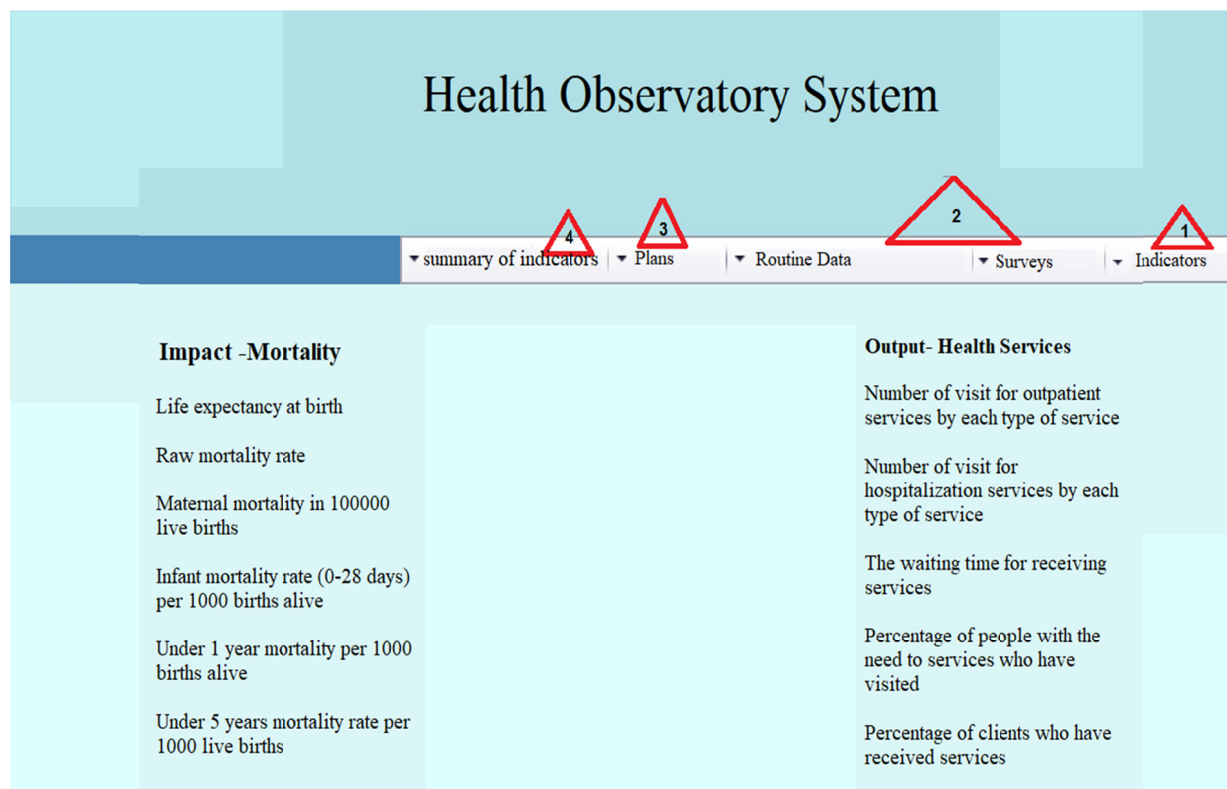 Health Observatory System
4
3
2
1
summary of indicators
Plans
Routine Data
Surveys
Indicators
Impact -Mortality
Life expectancy at birth
Raw mortality rate
Maternal mortality in 100000
live births
Infant mortality rate (0-28 days)
per 1000 births alive
Under 1 year mortality per 1000
births alive
Under 5 years mortality rate per
1000 live births
Output- Health Services
Number of visit for outpatient
services by each type of service
Number of visit for
hospitalization services by each
type of service
The waiting time for receiving
services
Percentage of people with the
need to services who have
visited
Percentage of clients who have
received services